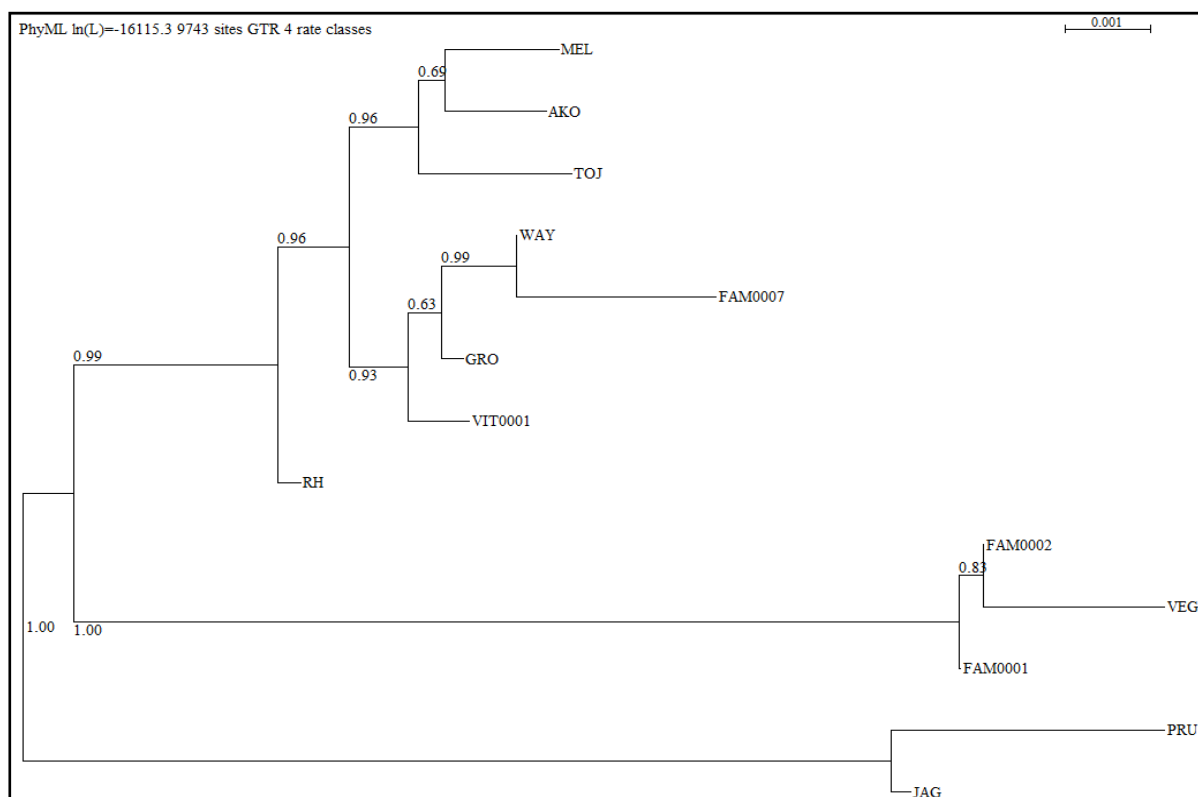 PhyML ln(L)=-16115.3 9743 sites GTR 4 rate classes
0.001
MEL
0.69
AKO
0.96
TOJ
WAY
0.96
0.99
FAM0007
0.63
GRO
0.99
0.93
VIT0001
RH
FAM0002
0.83
VEG
1.00
1.00
FAM0001
PRU
JAG